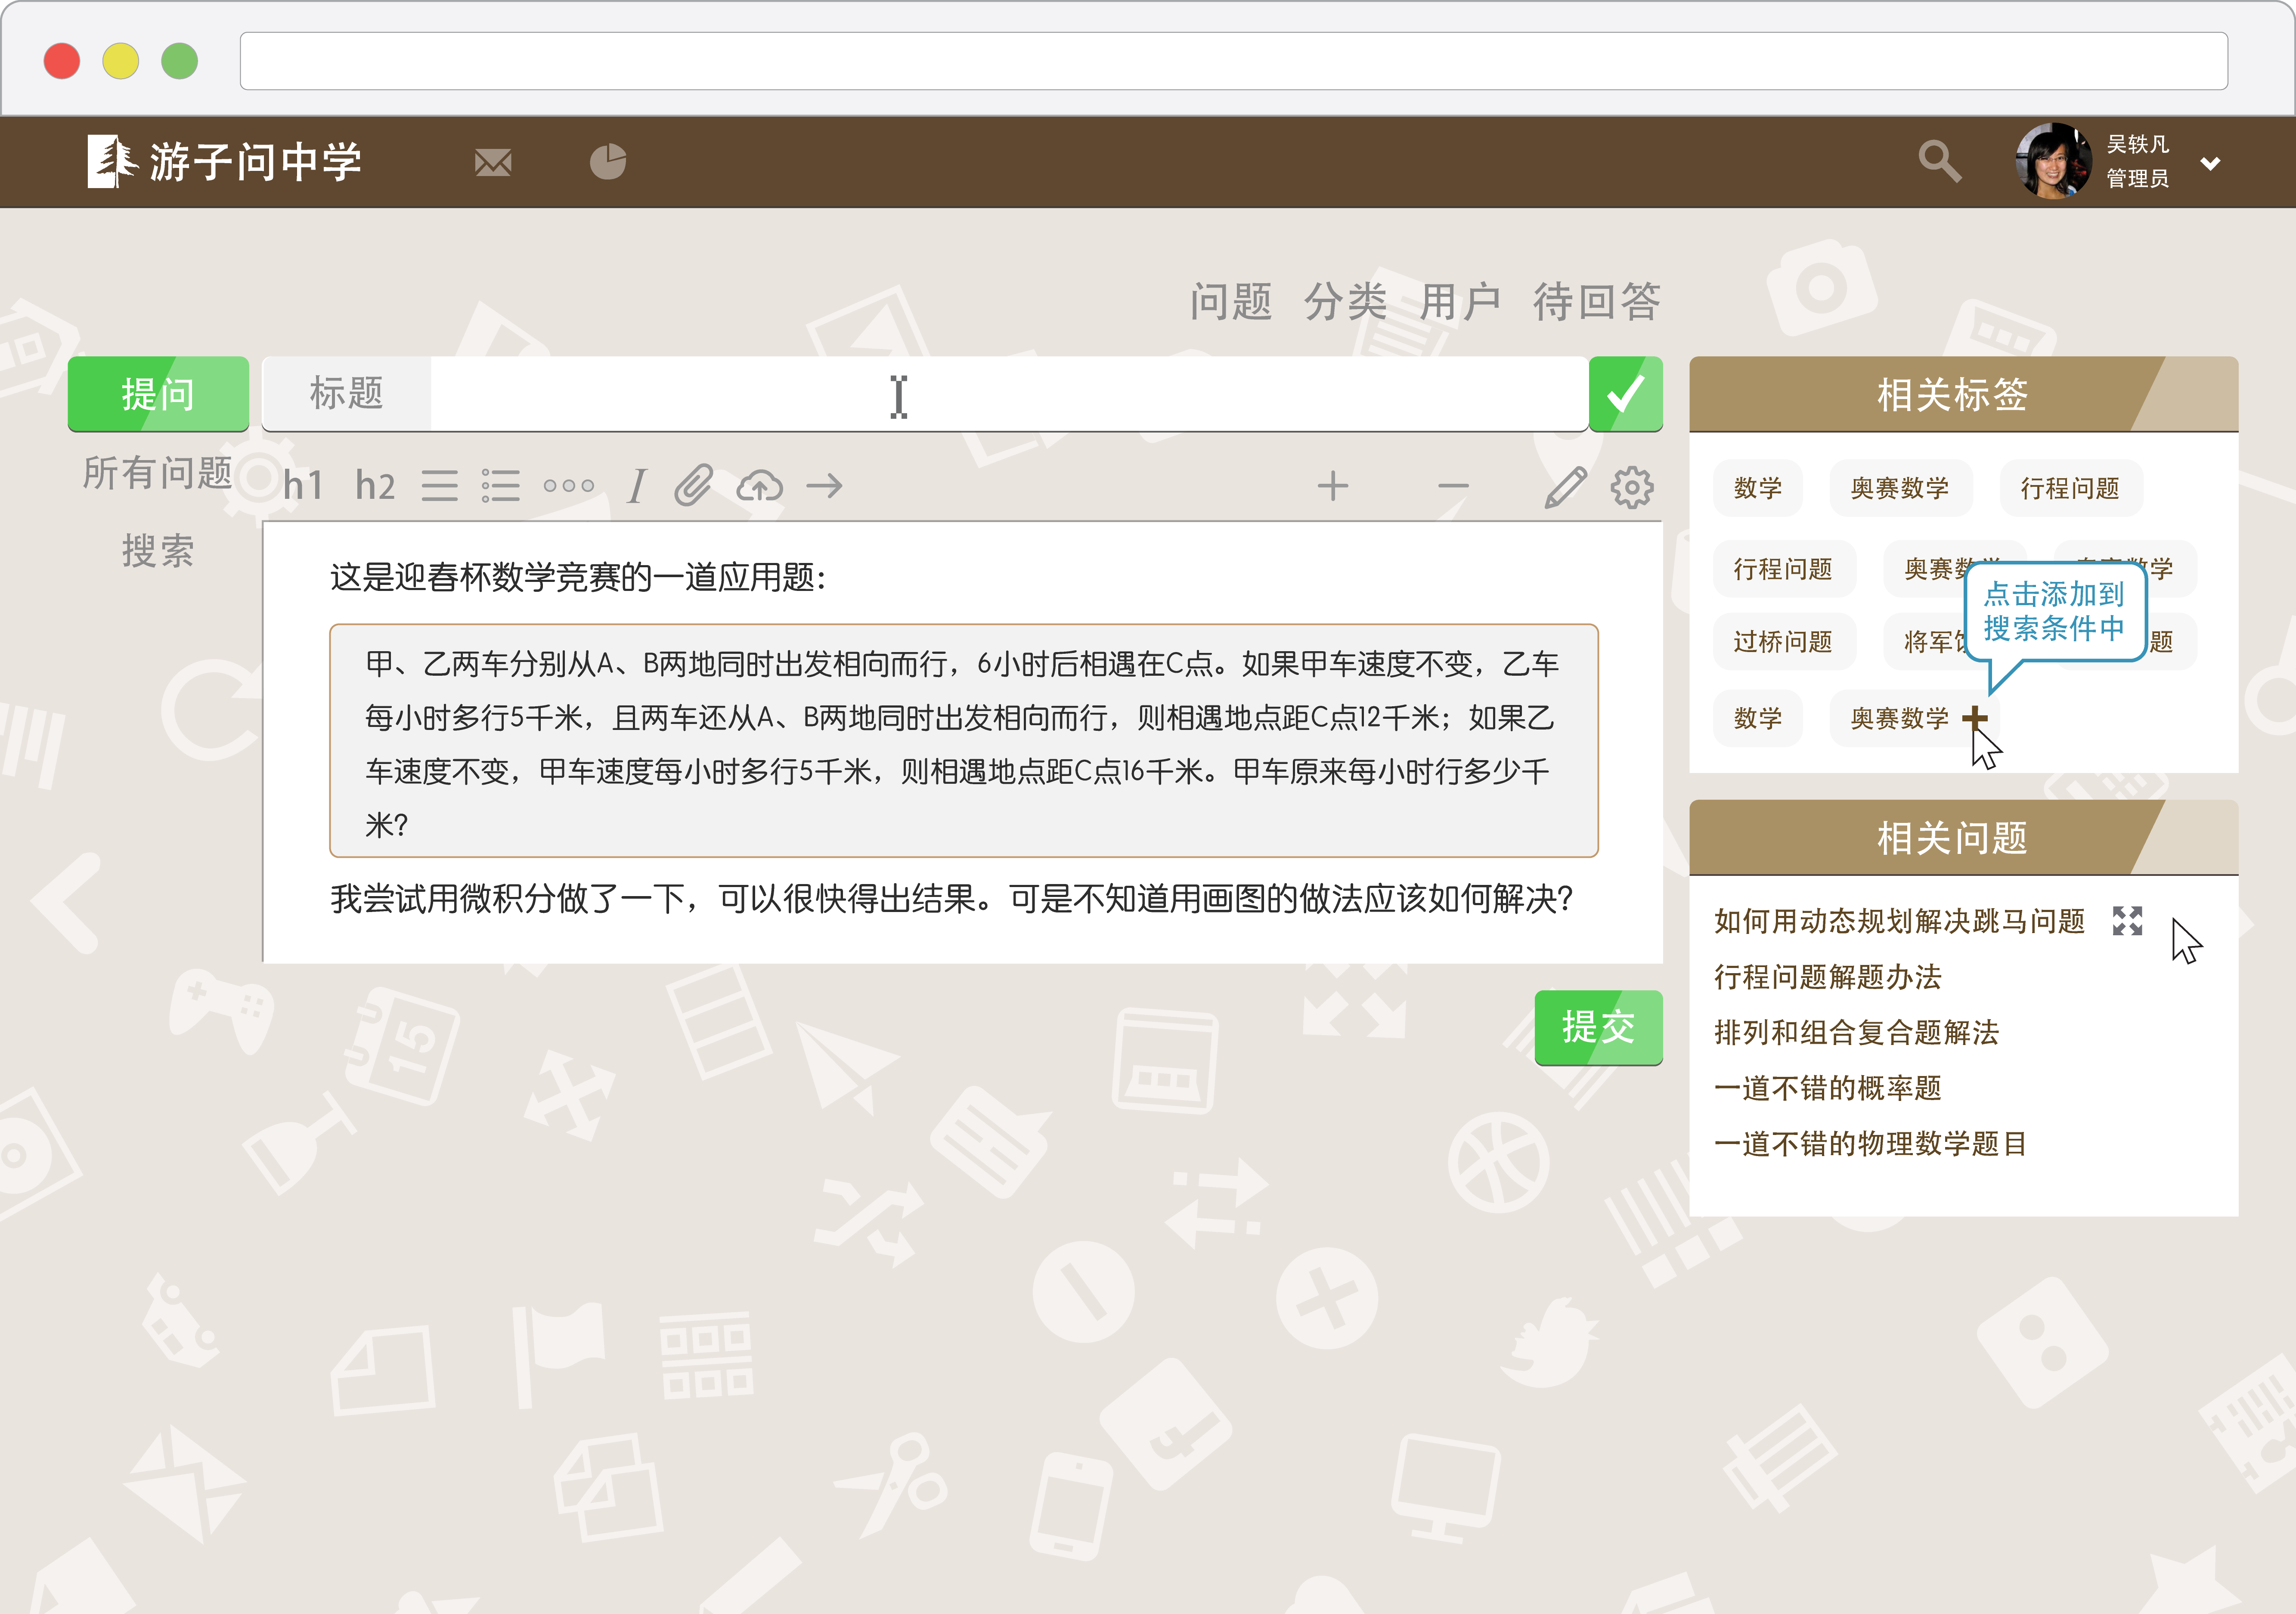 游子问中学
吴轶凡
管理员
问题 分类 用户 待回答
提问
标题
所有问题
搜索
h1 h2 I
这是迎春杯数学竞赛的一道应用题：
甲、乙两车分别从A、B两地同时出发相向而行，6小时后相遇在C点。如果甲车速度不变，乙车
每小时多行5千米，且两车还从A、B两地同时出发相向而行，则相遇地点距C点12千米；如果乙
车速度不变，甲车速度每小时多行5千米，则相遇地点距C点16千米。甲车原来每小时行多少千
米？
我尝试用微积分做了一下，可以很快得出结果。可是不知道用画图的做法应该如何解决？
提交
相关标签
数学 奥赛数学 行程问题
行程问题 奥赛数学 奥赛数学
过桥问题 将军 题
点击添加到
搜索条件中
数学 奥赛数学
相关问题
如何用动态规划解决跳马问题
行程问题解题办法
排列和组合复合题解法
一道不错的概率题
一道不错的物理数学题目
15